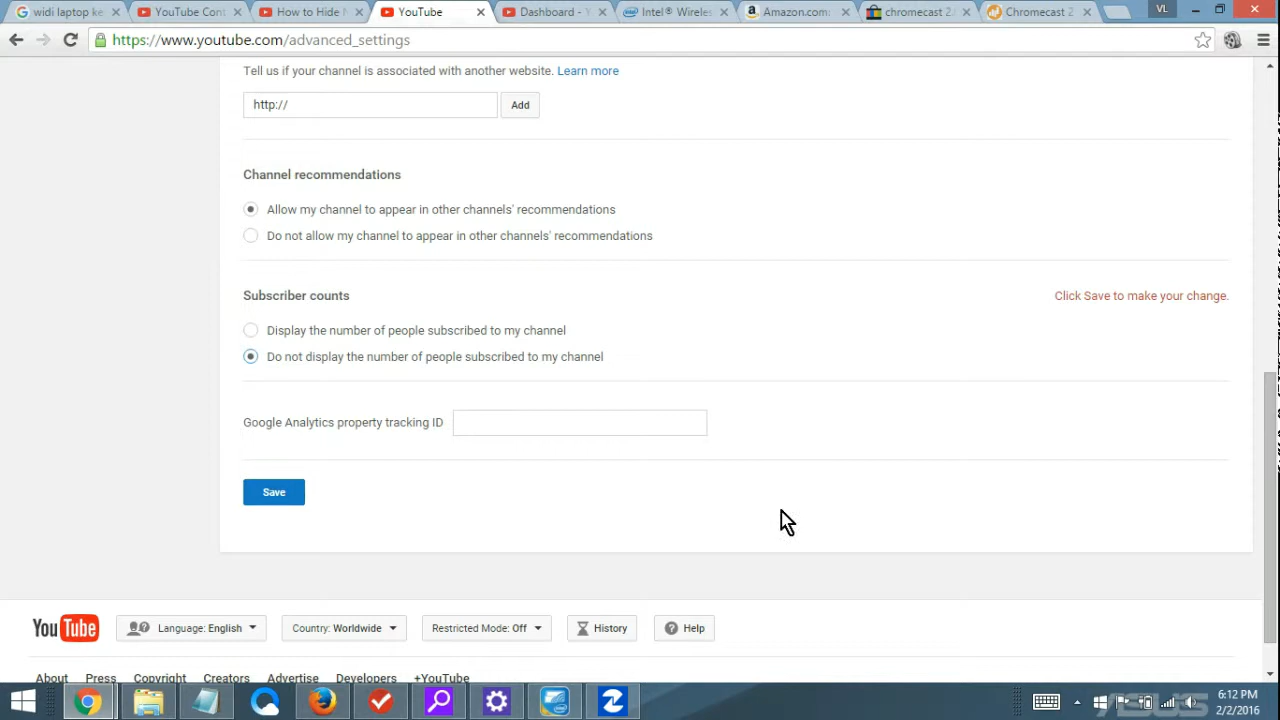 widi laptop ke
YouTube Cont
How to Hide M
YouTube
Dashboard - Y
Intel® Wireles
Amazon.com:
chromecast 2.
Chromecast 2
VL
https://www.youtube.com/advanced_settings
Tell us if your channel is associated with another website. Learn more
http://
Add
Channel recommendations
Allow my channel to appear in other channels' recommendations
Do not allow my channel to appear in other channels' recommendations
Subscriber counts
Click Save to make your change.
Display the number of people subscribed to my channel
Do not display the number of people subscribed to my channel
Google Analytics property tracking ID
Save
YouTube
Language: English
Country: Worldwide
Restricted Mode: Off
History
Help
About Press Copyright Creators Advertise Developers +YouTube
6:12 PM
2/2/2016